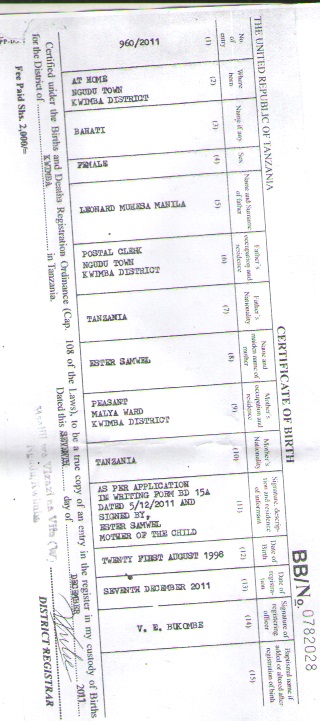 THE UNITED REPUBLIC OF TANZANIA
CERTIFICATE OF BIRTH
BB/No. 0782028
No. of entry
Where born
Name if any
Sex
Name and Surname of father
Father's occupation and residence
Father's Nationality
Name and maiden name of mother
Mother's occupation and residence
Mother's Nationality
Signature, description and residence of informant
Date of Birth
Date of registration
Signature of registering officer
Baptismal name if added or altered after registration of birth
(1)
(2)
(3)
(4)
(5)
(6)
(7)
(8)
(9)
(10)
(11)
(12)
(13)
(14)
(15)
960/2011
AT HOME
NGUDU TOWN
KWIMBA DISTRICT
BAHATI
FEMALE
LEOHARD MUHESA MANILA
POSTAL CLEHK
NGUDU TOWN
KWIMBA DISTRICT
TANZAMIA
ESTER SAMWEL
PEASANT
MALYA WARD
KWIMBA DISTRICT
TANZANIA
AS PER APPLICATION
IN WRITING FORM BD 15A
DATED 5/12/2011 AND
SIGNED BY,
ESTER SAMWEL
MOTHER OF THE CHILD
TWENTY FIRST AUGUST 1998
SEVENTH DECEMBER 2011
V. E. BUKOMBE
Certified under the Births and Deaths Registration Ordinance (Cap. 108 of the Laws), to be a true copy of an entry in the register in my custody of Births
for the District of KWIMBA in Tanzania. Dated this SEVENTH day of DECEMBER 2011
Fee Paid Shs. 2,000/=
DISTRICT REGISTRAR